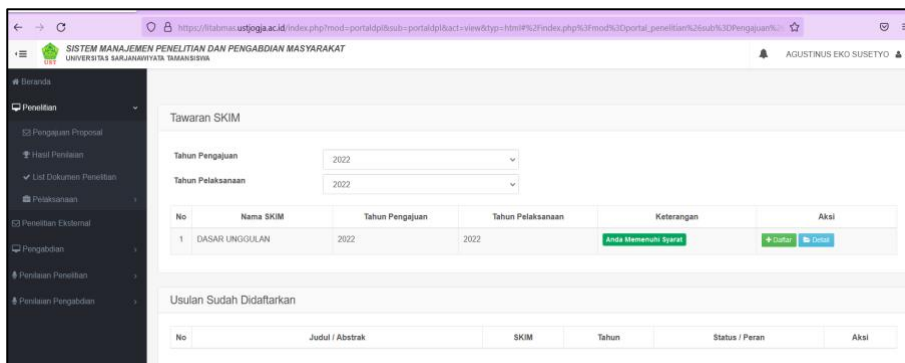 https://litabmas.ustjogja.ac.id/index.php?mod=portaldpl&sub=portaldpl&act=view&typ=html#%2Findex.php%3Fmod%3Dportal_penelitian%26sub%3DPengajuan%2
SISTEM MANAJEMEN PENELITIAN DAN PENGABDIAN MASYARAKAT
UNIVERSITAS SARJANAWIYATA TAMANSISWA
UST
AGUSTINUS EKO SUSETYO
Beranda
Penelitian
Pengajuan Proposal
Hasil Penilaian
List Dokumen Penelitian
Pelaksanaan
Penelitian Eksternal
Pengabdian
Penilaian Penelitian
Penilaian Pengabdian
Tawaran SKIM
Tahun Pengajuan 2022
Tahun Pelaksanaan 2022
No Nama SKIM Tahun Pengajuan Tahun Pelaksanaan Keterangan Aksi
1 DASAR UNGGULAN 2022 2022 Anda Memenuhi Syarat Daftar Detail
Usulan Sudah Didaftarkan
No Judul / Abstrak SKIM Tahun Status / Peran Aksi